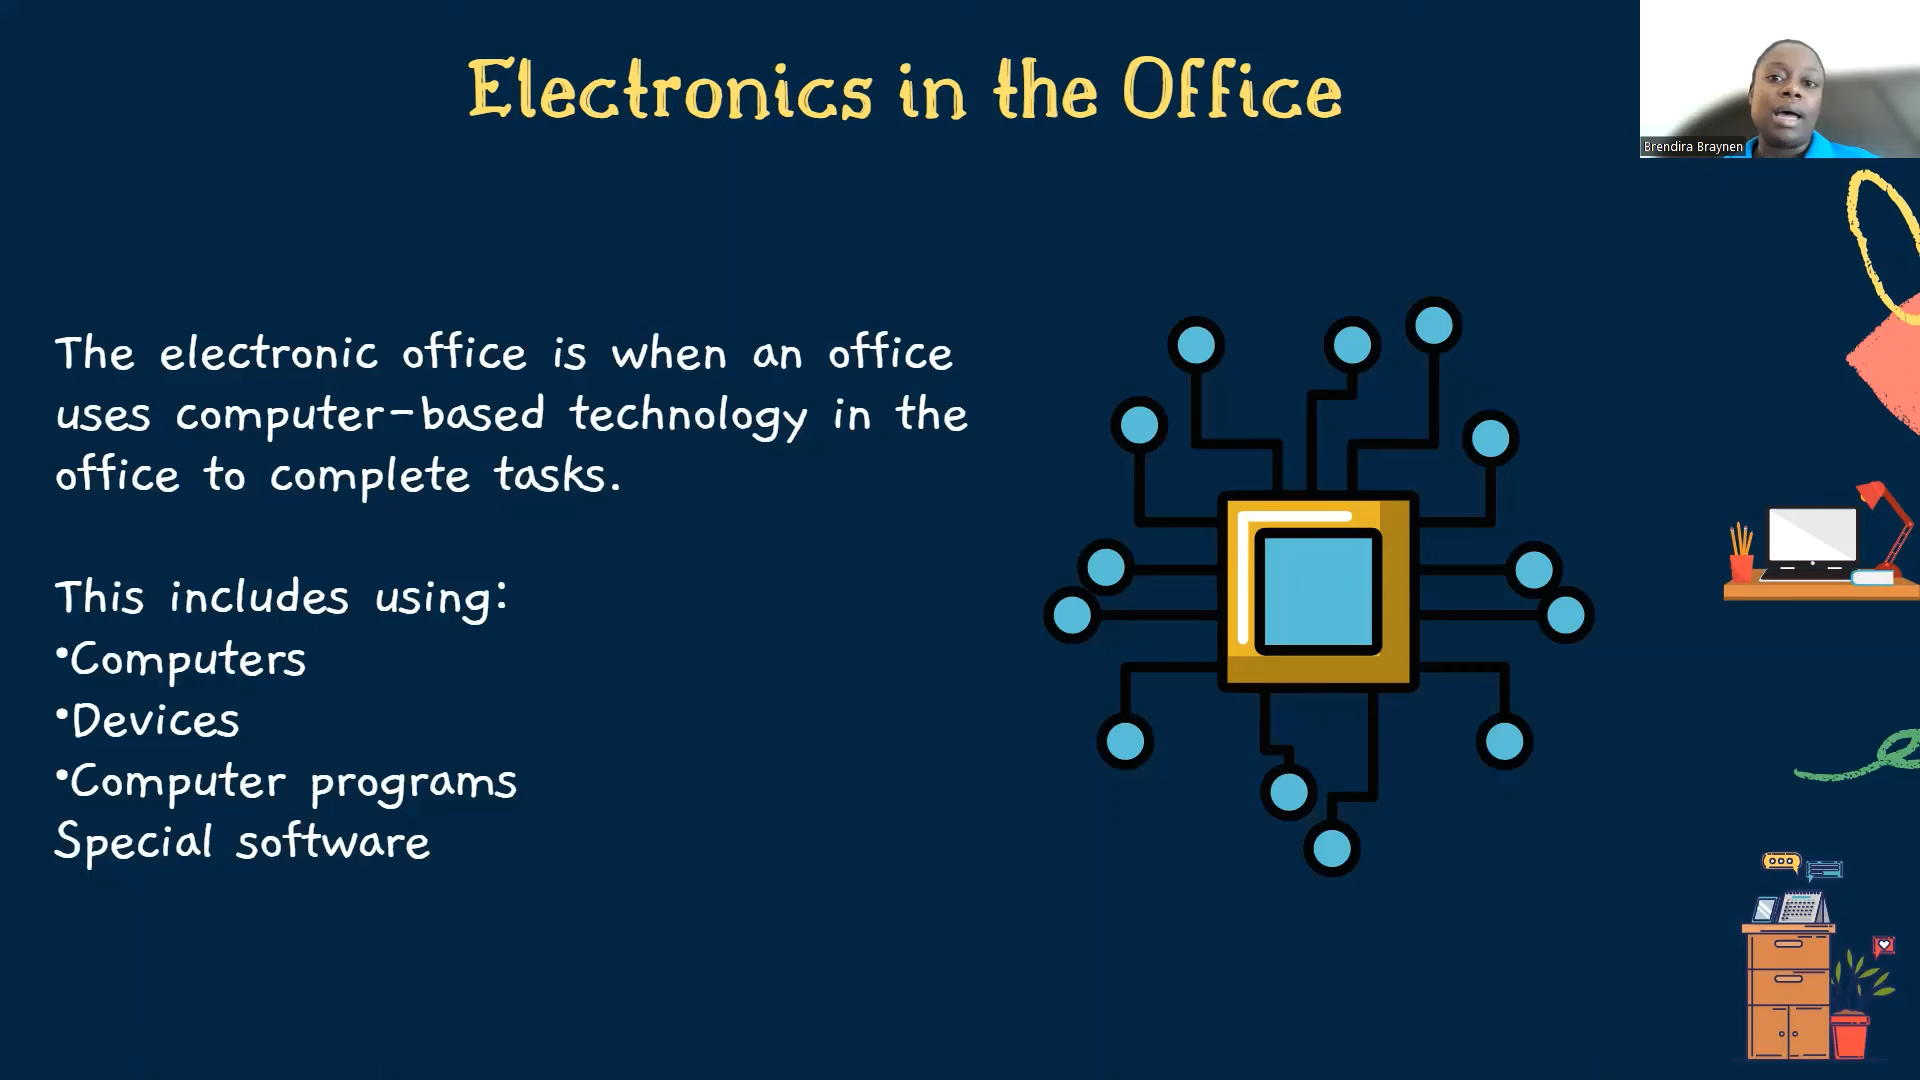 Electronics in the Office
Brendira Braynen
The electronic office is when an office
uses computer-based technology in the
office to complete tasks.
This includes using:
•Computers
•Devices
•Computer programs
Special software